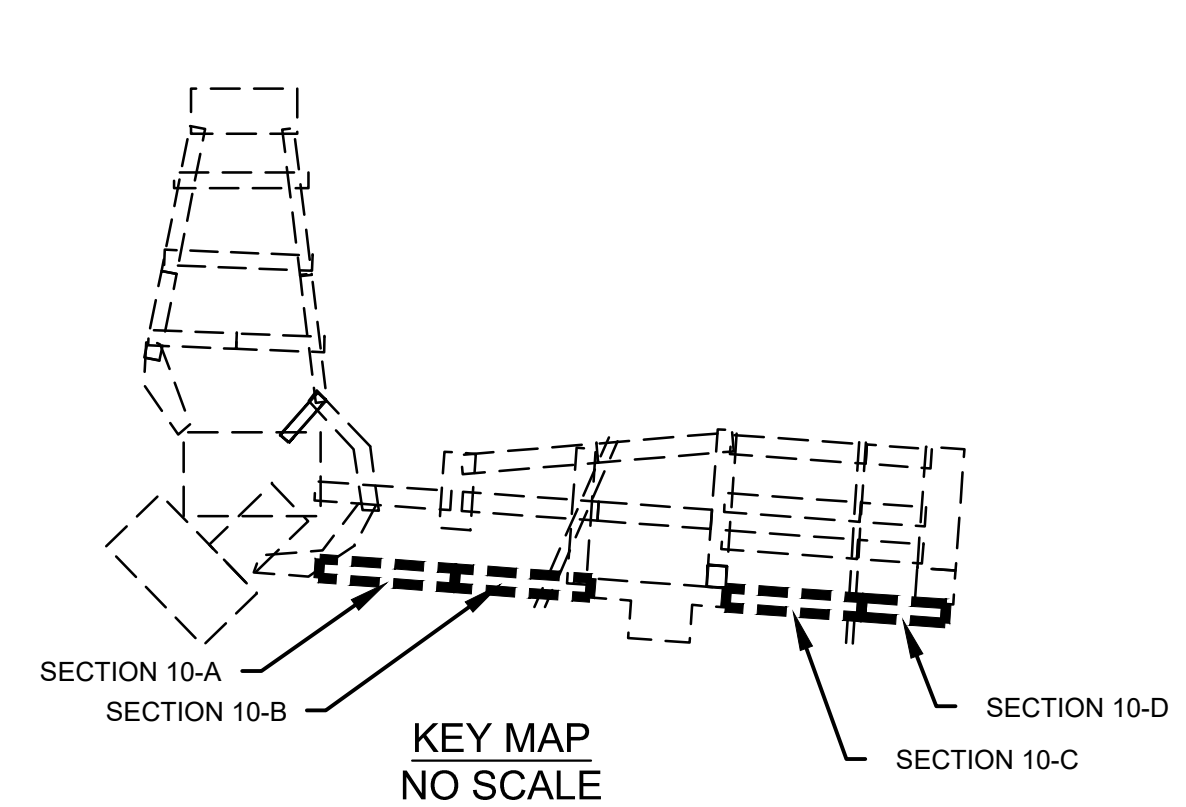 SECTION 10-A
SECTION 10-B
SECTION 10-D
KEY MAP
SECTION 10-C
NO SCALE